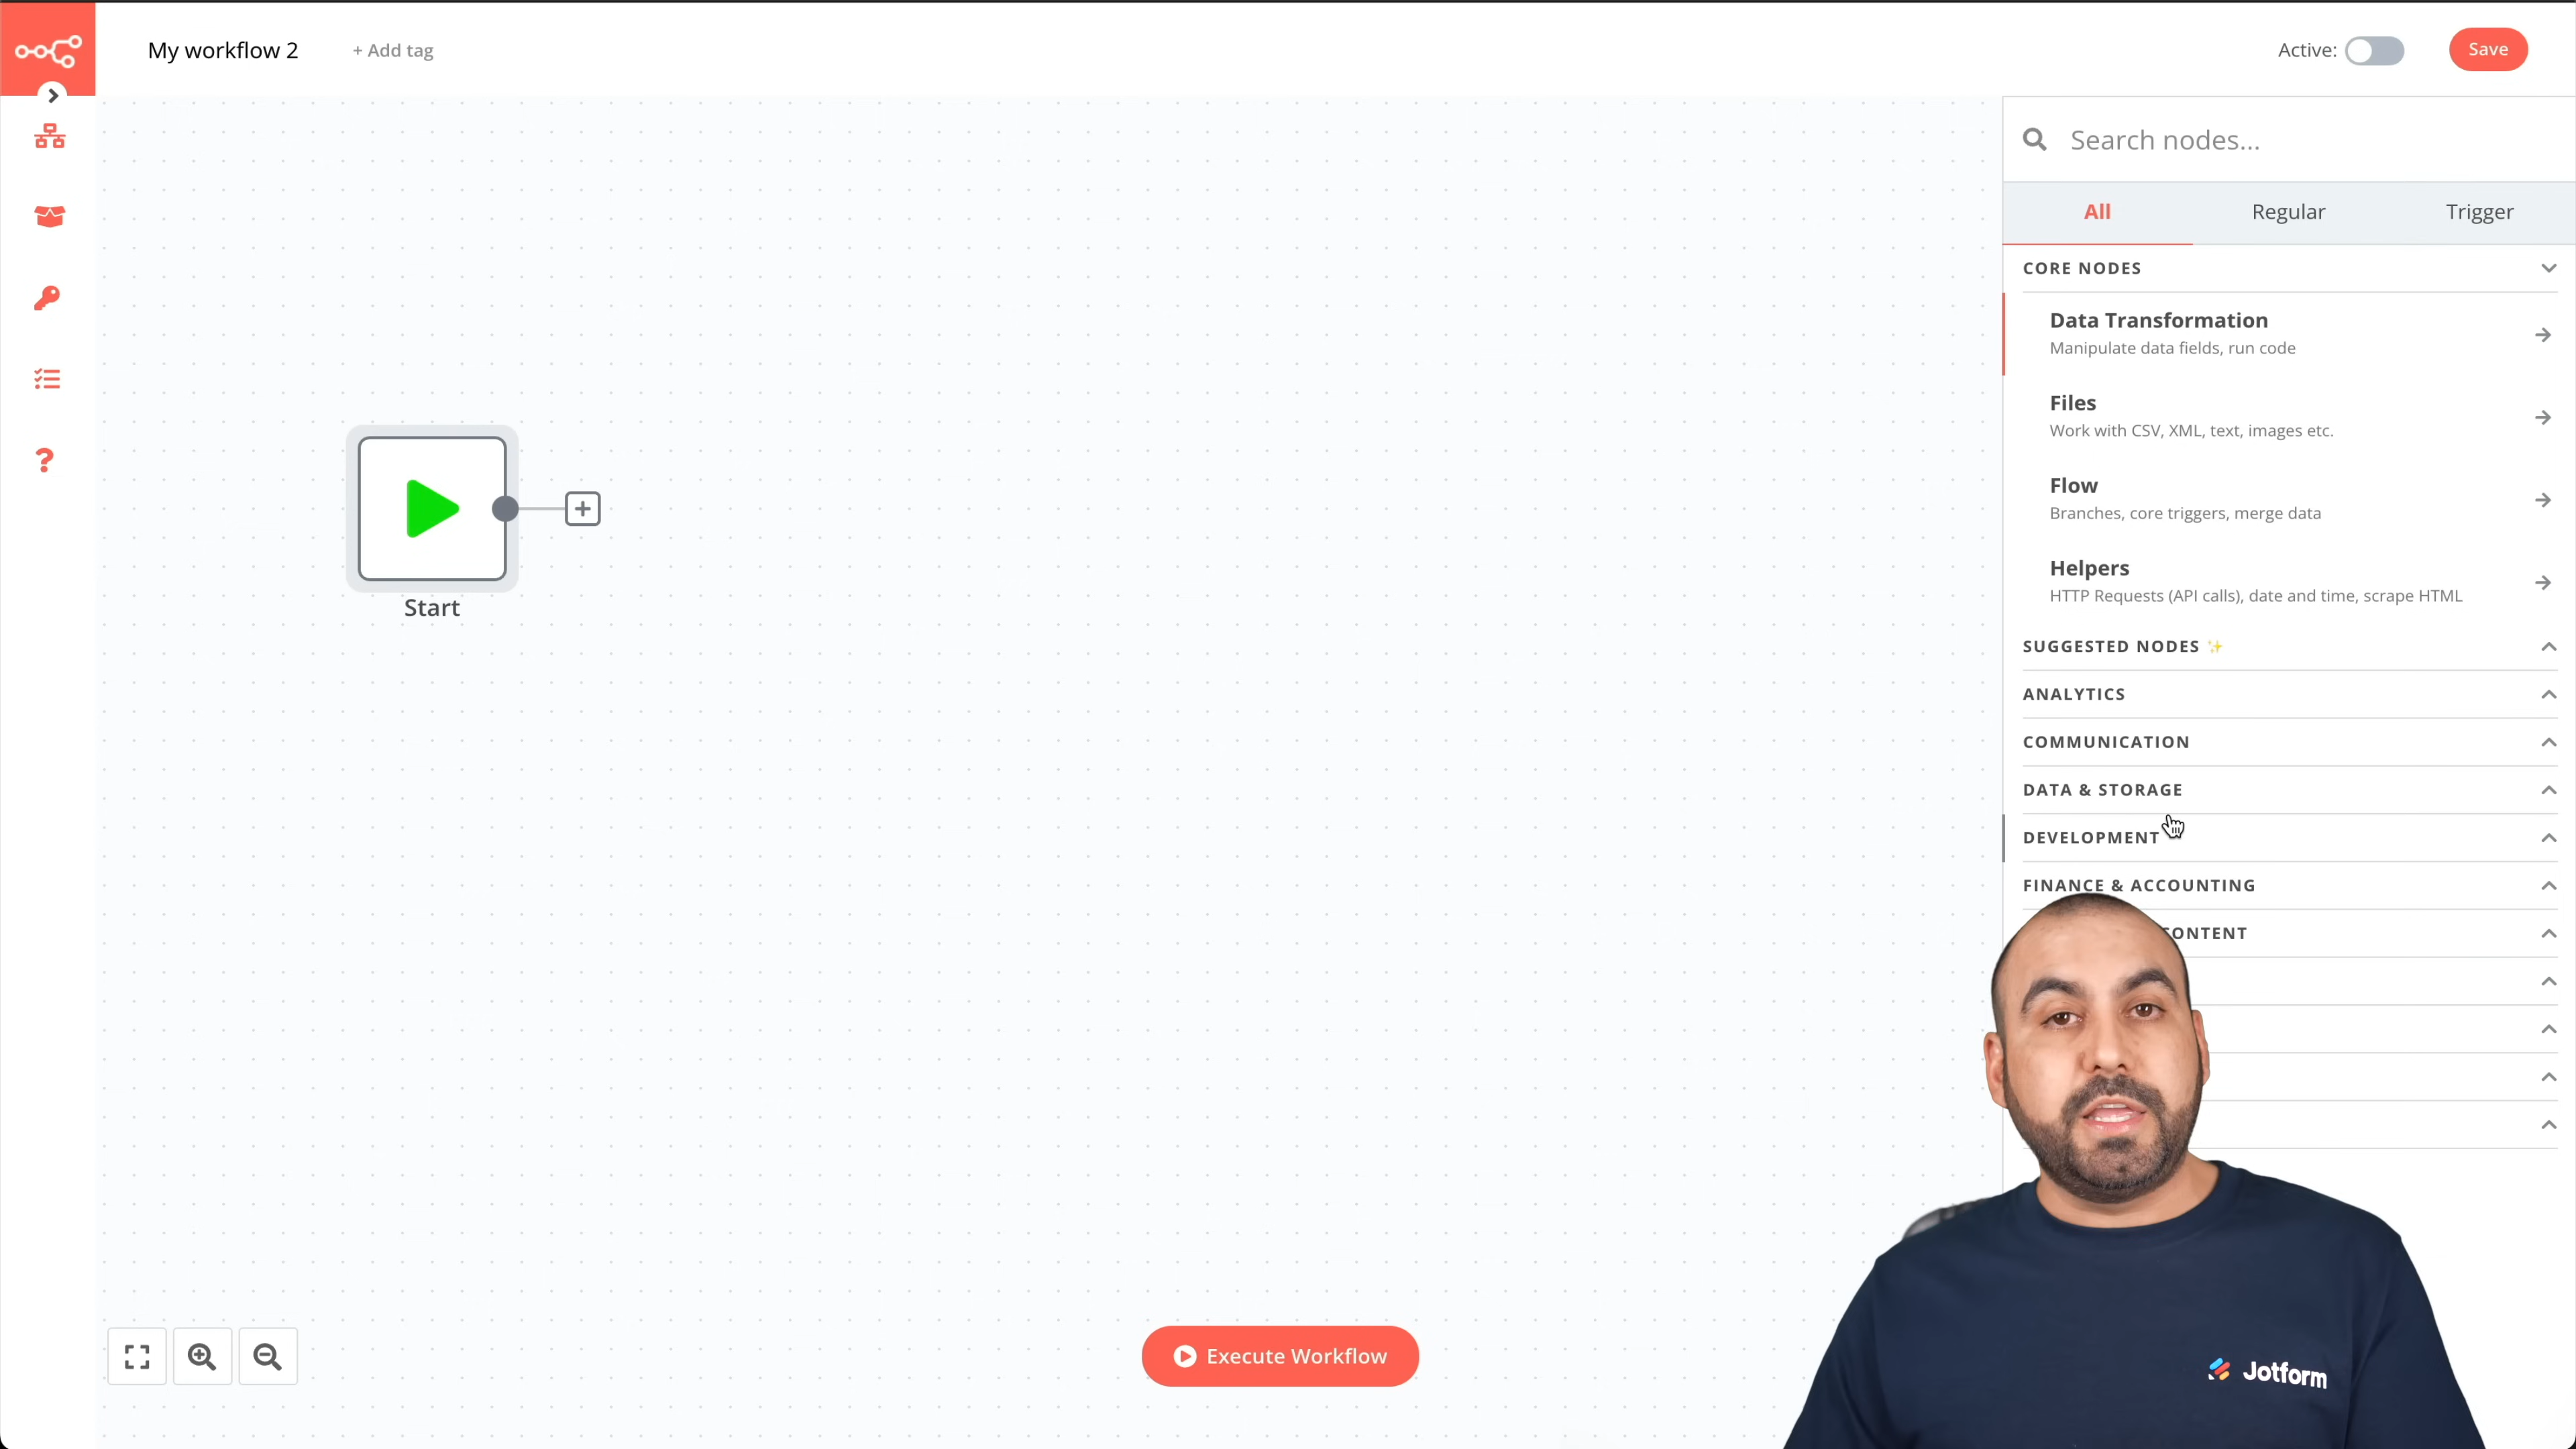 My workflow 2
+ Add tag
Active:
Save
Search nodes...
All
Regular
Trigger
CORE NODES
Data Transformation
Manipulate data fields, run code
Files
Work with CSV, XML, text, images etc.
Flow
Branches, core triggers, merge data
Helpers
HTTP Requests (API calls), date and time, scrape HTML
SUGGESTED NODES ✨
ANALYTICS
COMMUNICATION
DATA & STORAGE
DEVELOPMENT
FINANCE & ACCOUNTING
CONTENT
Start
Execute Workflow
Jotform